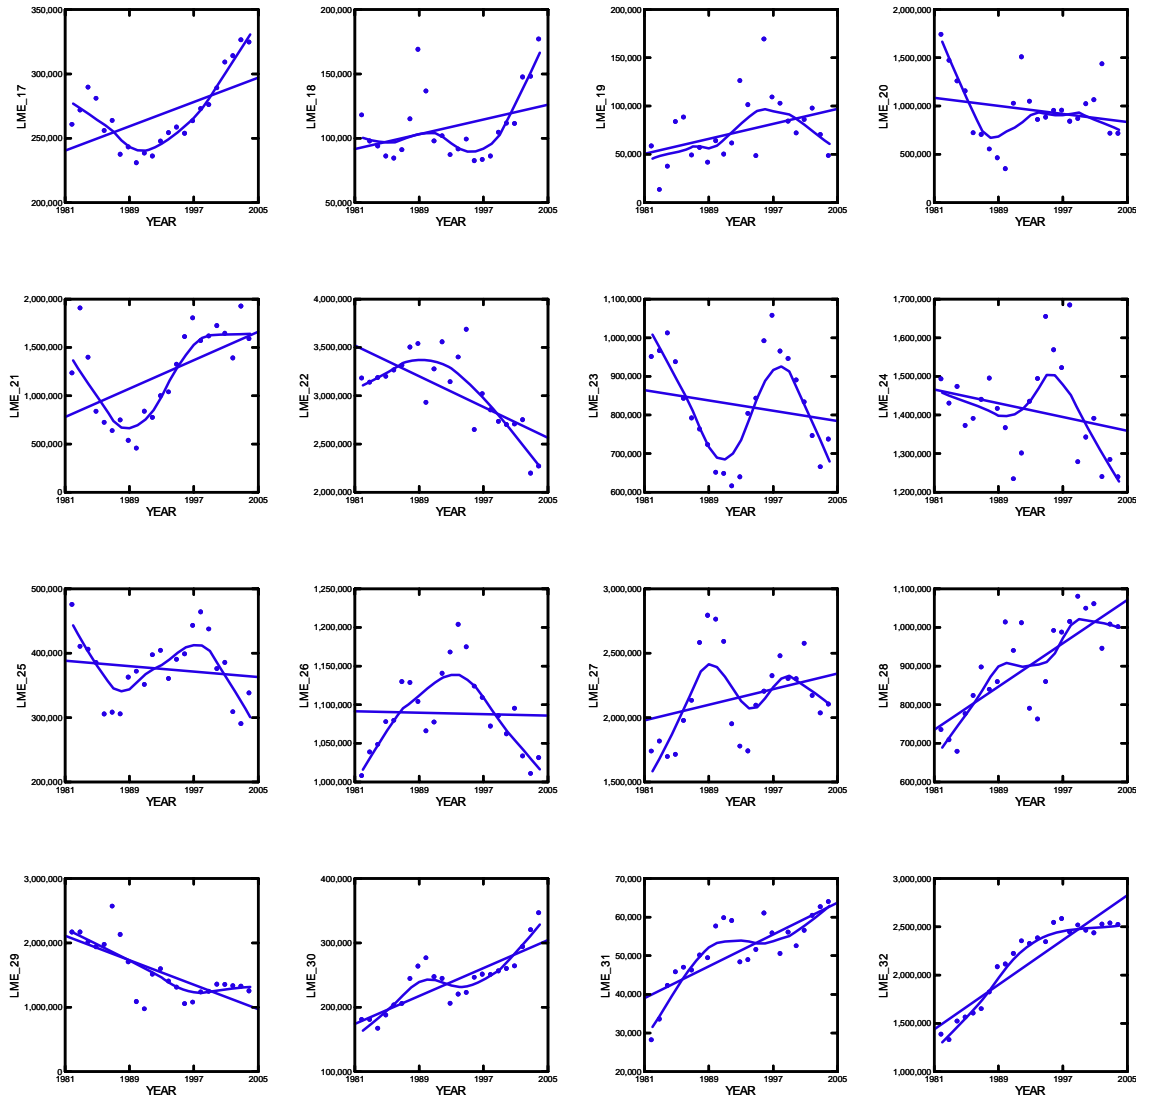 350,000
300,000
250,000
200,000
LME_17
1981 1989 1997 2005
YEAR
200,000
150,000
100,000
50,000
LME_18
1981 1989 1997 2005
YEAR
200,000
150,000
100,000
50,000
0
LME_19
1981 1989 1997 2005
YEAR
2,000,000
1,500,000
1,000,000
500,000
0
LME_20
1981 1989 1997 2005
YEAR
2,000,000
1,500,000
1,000,000
500,000
0
LME_21
1981 1989 1997 2005
YEAR
4,000,000
3,500,000
3,000,000
2,500,000
2,000,000
LME_22
1981 1989 1997 2005
YEAR
1,100,000
1,000,000
900,000
800,000
700,000
600,000
LME_23
1981 1989 1997 2005
YEAR
1,700,000
1,600,000
1,500,000
1,400,000
1,300,000
1,200,000
LME_24
1981 1989 1997 2005
YEAR
500,000
400,000
300,000
200,000
LME_25
1981 1989 1997 2005
YEAR
1,250,000
1,200,000
1,150,000
1,100,000
1,050,000
1,000,000
LME_26
1981 1989 1997 2005
YEAR
3,000,000
2,500,000
2,000,000
1,500,000
LME_27
1981 1989 1997 2005
YEAR
1,100,000
1,000,000
900,000
800,000
700,000
600,000
LME_28
1981 1989 1997 2005
YEAR
3,000,000
2,000,000
1,000,000
0
LME_29
1981 1989 1997 2005
YEAR
400,000
300,000
200,000
100,000
LME_30
1981 1989 1997 2005
YEAR
70,000
60,000
50,000
40,000
30,000
20,000
LME_31
1981 1989 1997 2005
YEAR
3,000,000
2,500,000
2,000,000
1,500,000
1,000,000
LME_32
1981 1989 1997 2005
YEAR